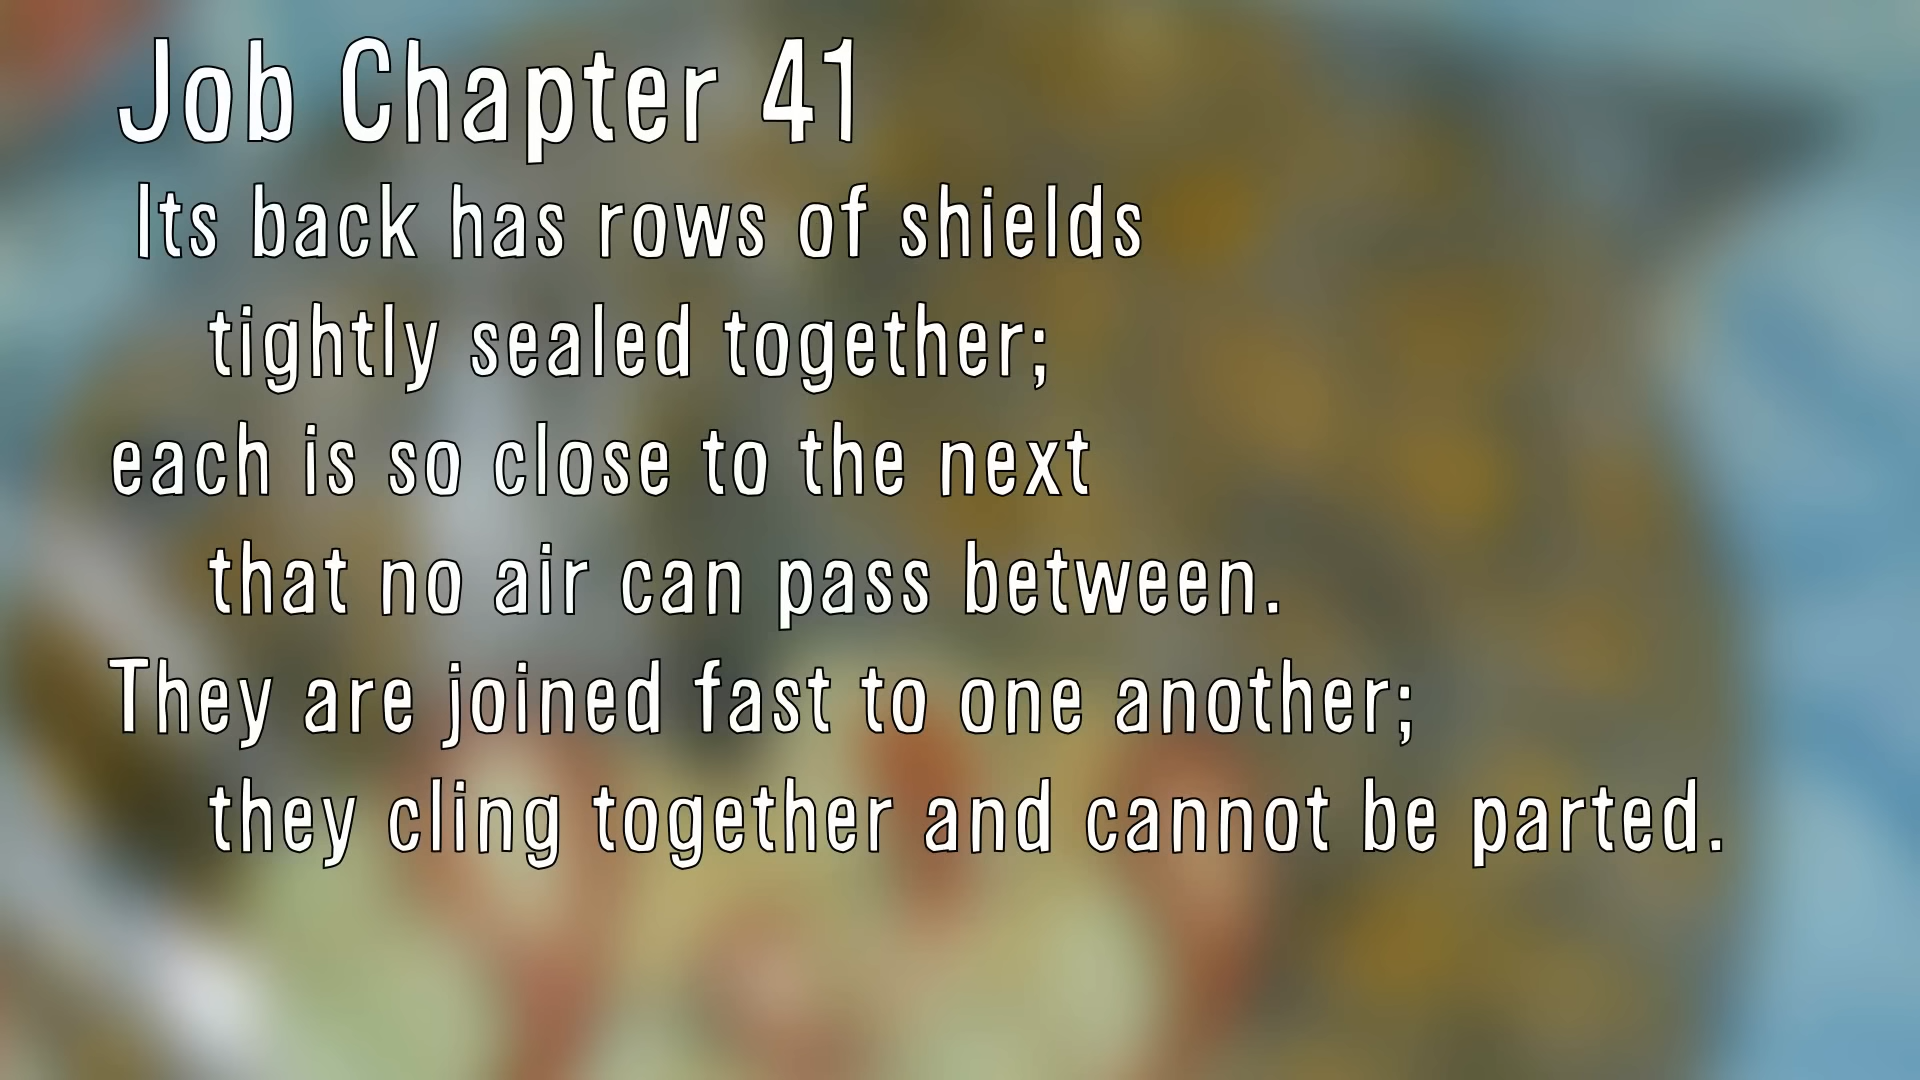 Job Chapter 41
Its back has rows of shields
tightly sealed together;
each is so close to the next
that no air can pass between.
They are joined fast to one another;
they cling together and cannot be parted.